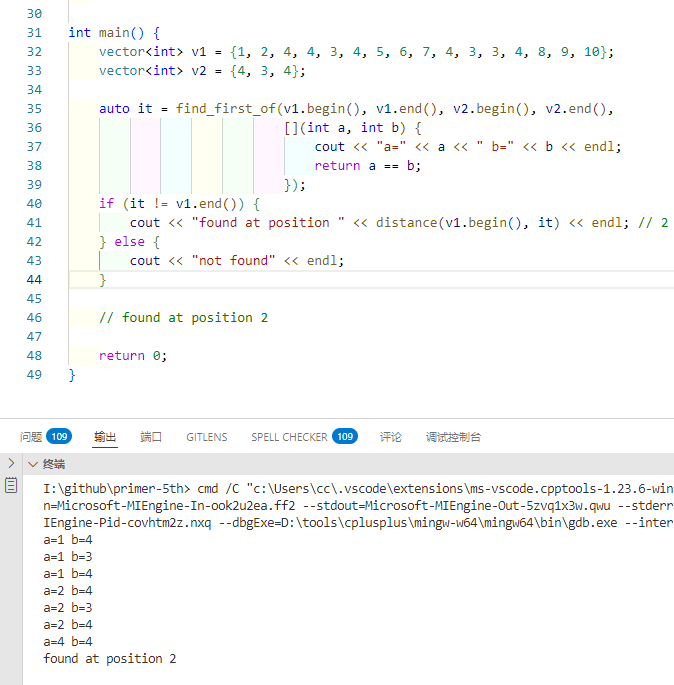 30
31 int main() {
32 vector<int> v1 = {1, 2, 4, 4, 3, 4, 5, 6, 7, 4, 3, 3, 4, 8, 9, 10};
33 vector<int> v2 = {4, 3, 4};
34
35 auto it = find_first_of(v1.begin(), v1.end(), v2.begin(), v2.end(),
36 [](int a, int b) {
37 cout << "a=" << a << " b=" << b << endl;
38 return a == b;
39 });
40 if (it != v1.end()) {
41 cout << "found at position " << distance(v1.begin(), it) << endl; // 2
42 } else {
43 cout << "not found" << endl;
44 }
45
46 // found at position 2
47
48 return 0;
49 }
问题 109 输出 端口 GITLENS SPELL CHECKER 109 评论 调试控制台
终端
I:\github\primer-5th> cmd /C "c:\Users\cc\.vscode\extensions\ms-vscode.cpptools-1.23.6-win
n=Microsoft-MIEngine-In-ook2u2ea.ff2 --stdout=Microsoft-MIEngine-Out-5zvq1x3w.qwu --stderr
IEngine-Pid-covhtm2z.nxq --dbgExe=D:\tools\cplusplus\mingw-w64\mingw64\bin\gdb.exe --inter
a=1 b=4
a=1 b=3
a=1 b=4
a=2 b=4
a=2 b=3
a=2 b=4
a=4 b=4
found at position 2